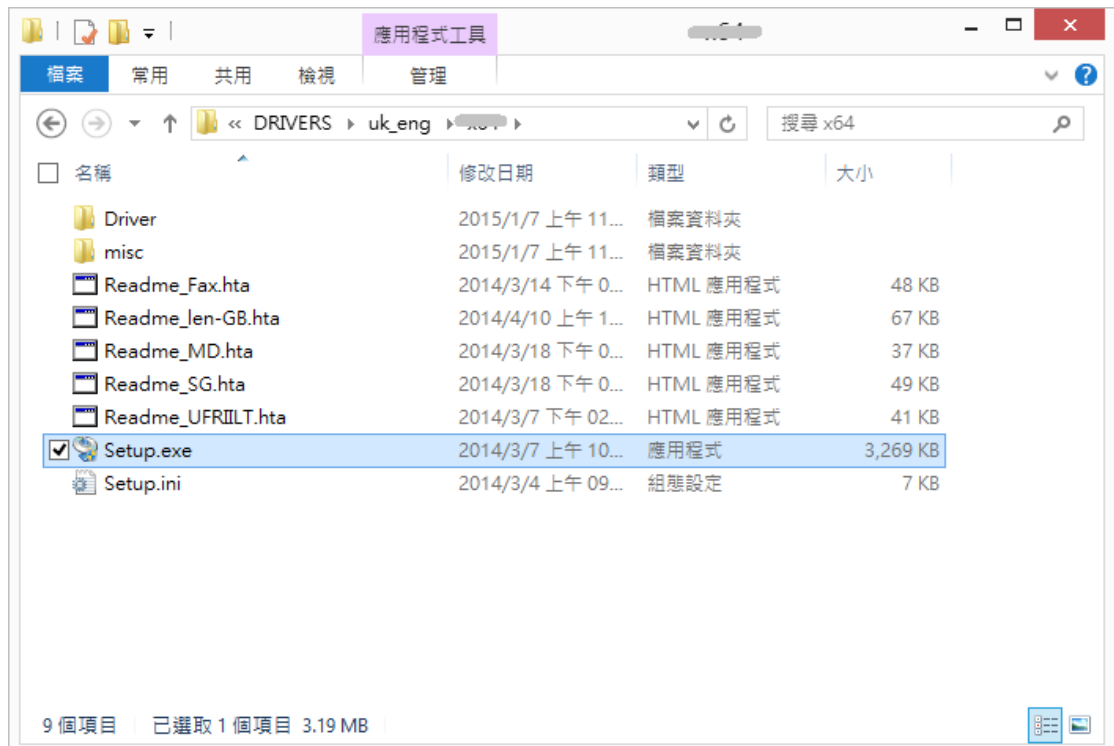 應用程式工具
檔案 常用 共用 檢視 管理
« DRIVERS uk_eng 搜尋 x64
名稱 修改日期 類型 大小
Driver 2015/1/7 上午 11... 檔案資料夾
misc 2015/1/7 上午 11... 檔案資料夾
Readme_Fax.hta 2014/3/14 下午 0... HTML 應用程式 48 KB
Readme_len-GB.hta 2014/4/10 上午 1... HTML 應用程式 67 KB
Readme_MD.hta 2014/3/18 下午 0... HTML 應用程式 37 KB
Readme_SG.hta 2014/3/18 下午 0... HTML 應用程式 49 KB
Readme_UFRIILT.hta 2014/3/7 下午 02... HTML 應用程式 41 KB
Setup.exe 2014/3/7 上午 10... 應用程式 3,269 KB
Setup.ini 2014/3/4 上午 09... 組態設定 7 KB
9 個項目 已選取 1 個項目 3.19 MB